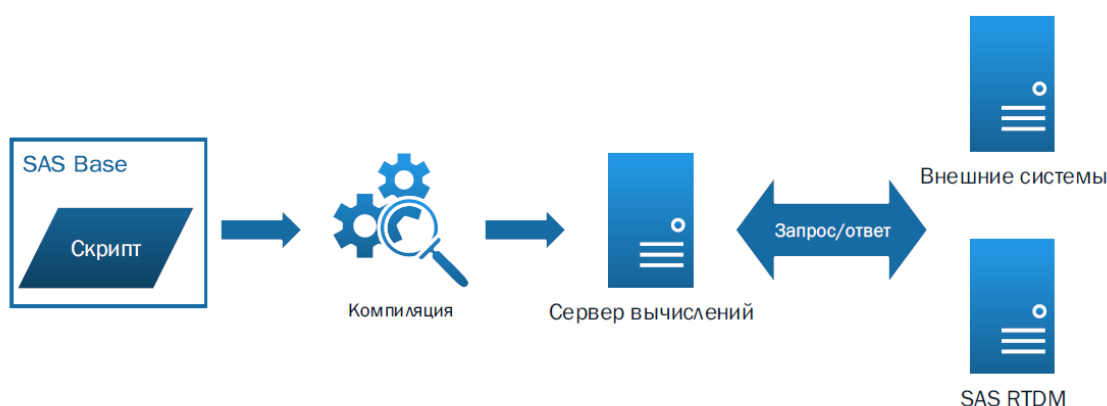 SAS Base
Скрипт
Компиляция
Сервер вычислений
Запрос/ответ
Внешние системы
SAS RTDM